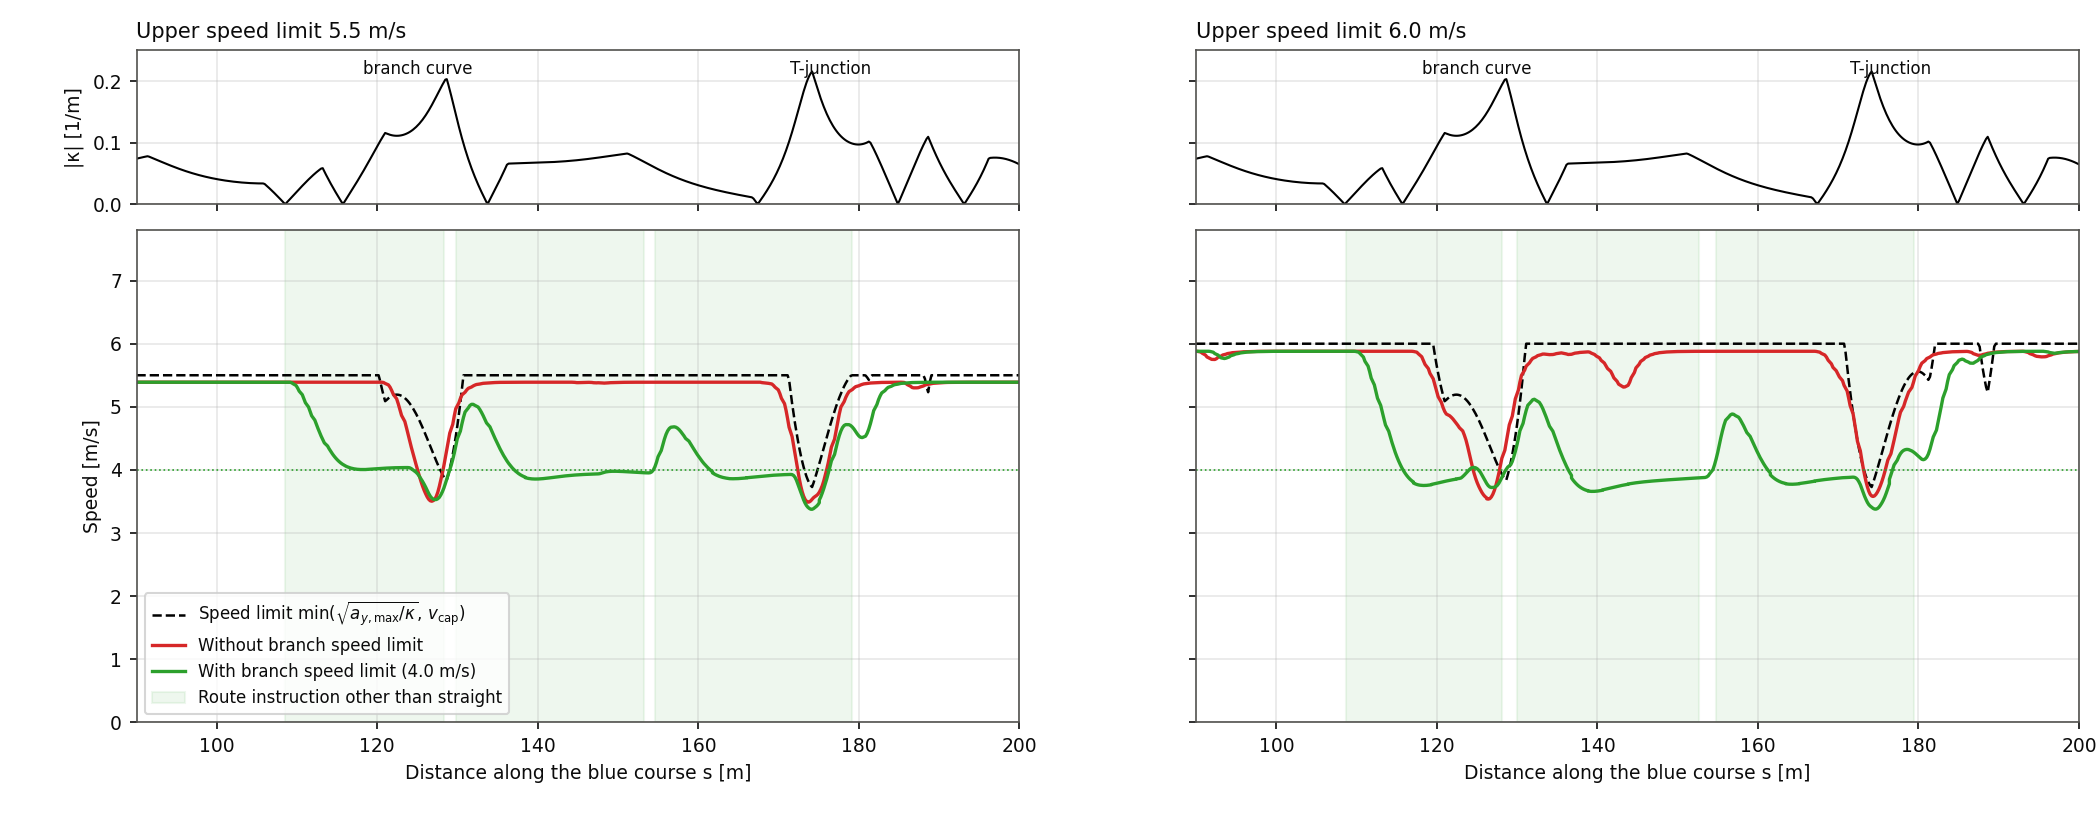 Upper speed limit 5.5 m/s
branch curve
T-junction
|κ| [1/m]
0.2
0.1
0.0
Speed [m/s]
7
6
5
4
3
2
1
0
Speed limit min(√a_{y,max}/κ, v_{cap})
Without branch speed limit
With branch speed limit (4.0 m/s)
Route instruction other than straight
100 120 140 160 180 200
Distance along the blue course s [m]
Upper speed limit 6.0 m/s
branch curve
T-junction
100 120 140 160 180 200
Distance along the blue course s [m]